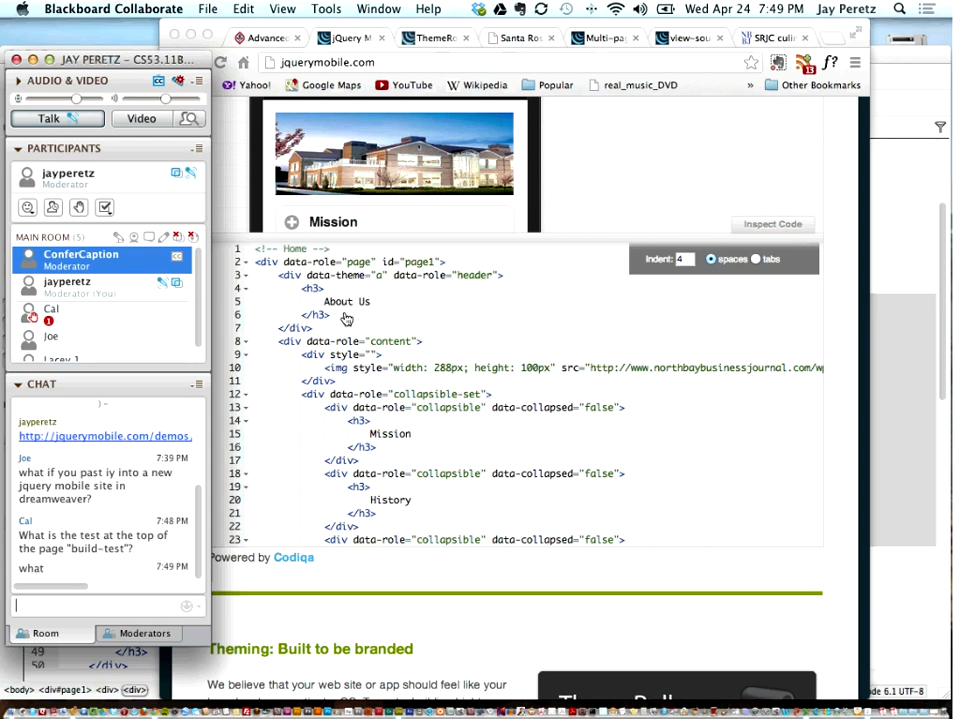 Blackboard Collaborate File Edit View Tools Window Help Wed Apr 24 7:49 PM Jay Peretz
JAY PERETZ – CS53.11B...
AUDIO & VIDEO
Talk Video
PARTICIPANTS
jayperetz
Moderator
MAIN ROOM (5)
ConferCaption
Moderator
jayperetz
Moderator (You)
Cal
1
Joe
Lacey 1
CHAT
jayperetz
http://jquerymobile.com/demos.
Joe 7:39 PM
what if you past iy into a new
jquery mobile site in
dreamweaver?
Cal 7:48 PM
What is the test at the top of
the page "build-test"?
what 7:49 PM
Room Moderators
Advanced jQuery M ThemeRo Santa Ros Multi-pa view-sou SRJC culin
jquerymobile.com
13 f?
Yahoo! Google Maps YouTube Wikipedia Popular real_music_DVD » Other Bookmarks
Mission
Inspect Code
Indent: 4 spaces tabs
1 <!-- Home -->
2 <div data-role="page" id="page1">
3 <div data-theme="a" data-role="header">
4 <h3>
5 About Us
6 </h3>
7 </div>
8 <div data-role="content">
9 <div style="">
10 <img style="width: 288px; height: 100px" src="http://www.northbaybusinessjournal.com/w
11 </div>
12 <div data-role="collapsible-set">
13 <div data-role="collapsible" data-collapsed="false">
14 <h3>
15 Mission
16 </h3>
17 </div>
18 <div data-role="collapsible" data-collapsed="false">
19 <h3>
20 History
21 </h3>
22 </div>
23 <div data-role="collapsible" data-collapsed="false">
Powered by Codiqa
Theming: Built to be branded
We believe that your web site or app should feel like your
49 </h3>
50 </div>
<body> <div#page1> <div> <div>
6.1 UTF-8